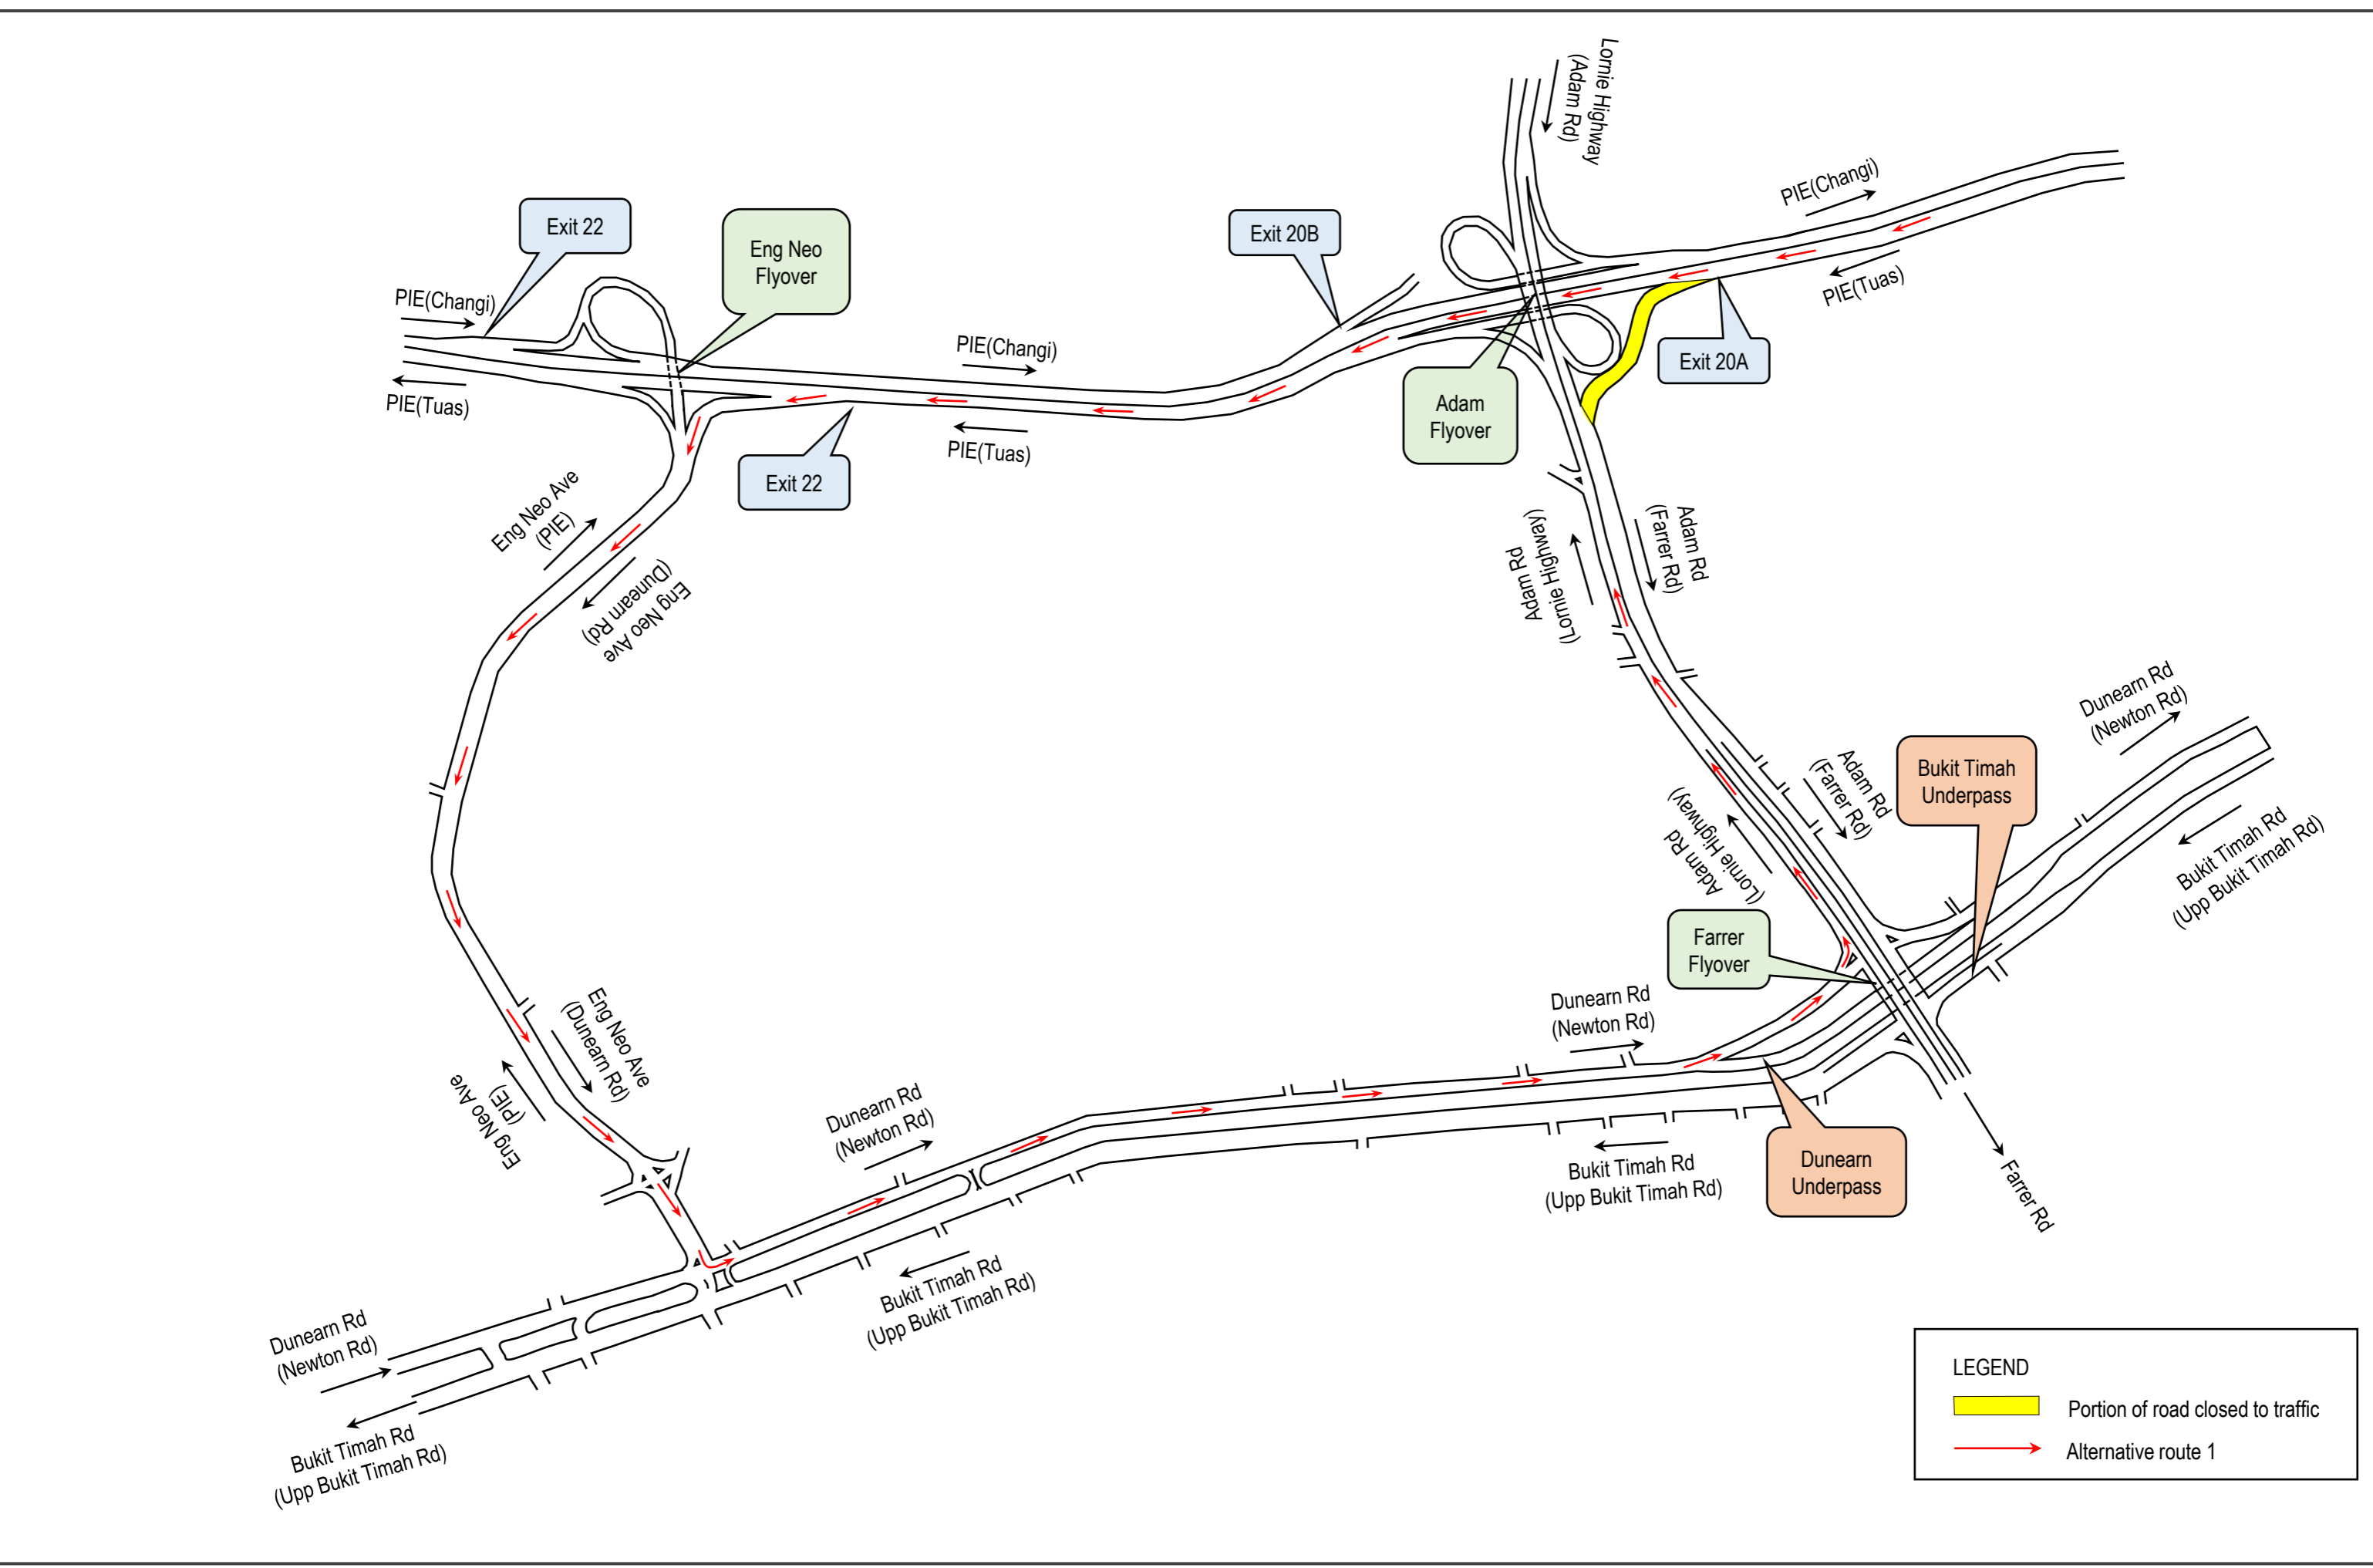 Lornie Highway
(Adam Rd)
PIE(Changi)
PIE(Tuas)
Exit 22
Eng Neo
Flyover
Exit 20B
PIE(Changi)
PIE(Tuas)
PIE(Changi)
PIE(Tuas)
Exit 22
Adam
Flyover
Exit 20A
Eng Neo Ave
(PIE)
Eng Neo Ave
(Dunearn Rd)
Adam Rd
(Lornie Highway)
Adam Rd
(Farrer Rd)
Dunearn Rd
(Newton Rd)
Bukit Timah
Underpass
Adam Rd
(Farrer Rd)
Adam Rd
(Lornie Highway)
Bukit Timah Rd
(Upp Bukit Timah Rd)
Farrer
Flyover
Eng Neo Ave
(Dunearn Rd)
Eng Neo Ave
(PIE)
Dunearn Rd
(Newton Rd)
Dunearn Rd
(Newton Rd)
Bukit Timah Rd
(Upp Bukit Timah Rd)
Dunearn
Underpass
Farrer Rd
Bukit Timah Rd
(Upp Bukit Timah Rd)
Dunearn Rd
(Newton Rd)
Bukit Timah Rd
(Upp Bukit Timah Rd)
LEGEND
Portion of road closed to traffic
Alternative route 1